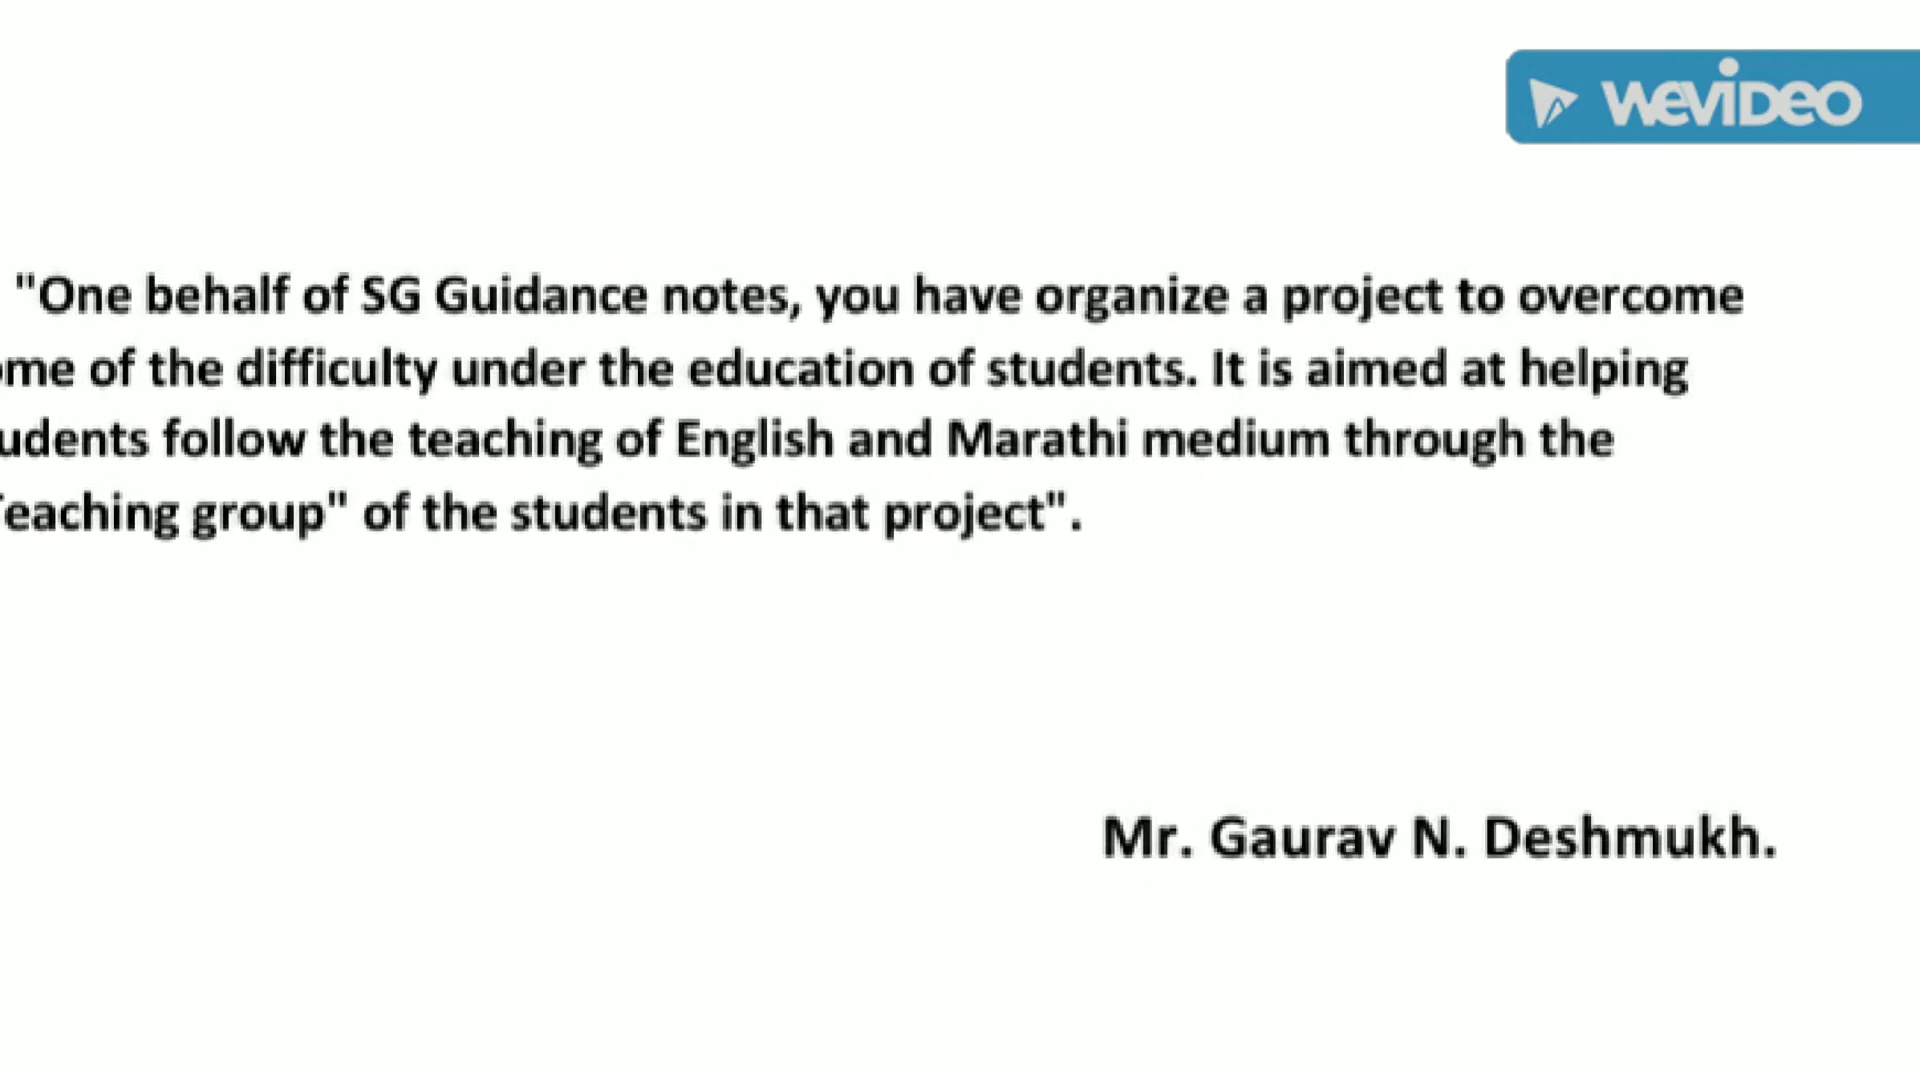 WeVideo
"One behalf of SG Guidance notes, you have organize a project to overcome
ome of the difficulty under the education of students. It is aimed at helping
udents follow the teaching of English and Marathi medium through the
eaching group" of the students in that project".
Mr. Gaurav N. Deshmukh.